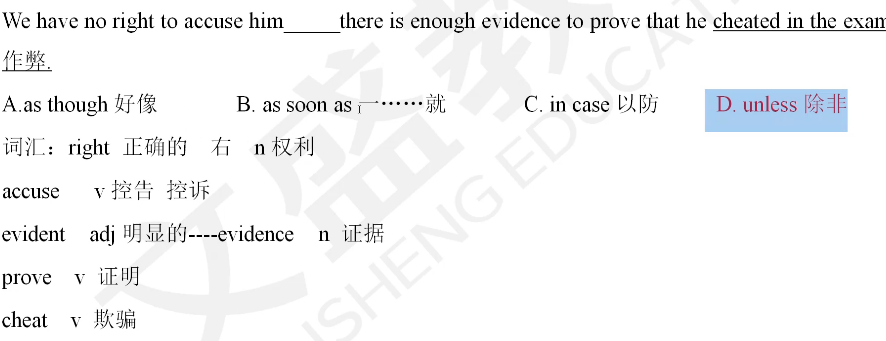 We have no right to accuse him_____there is enough evidence to prove that he cheated in the exam
作弊.
A.as though 好像 B. as soon as 一……就 C. in case 以防 D. unless 除非
词汇：right 正确的 右 n 权利
accuse v 控告 控诉
evident adj 明显的----evidence n 证据
prove v 证明
cheat v 欺骗